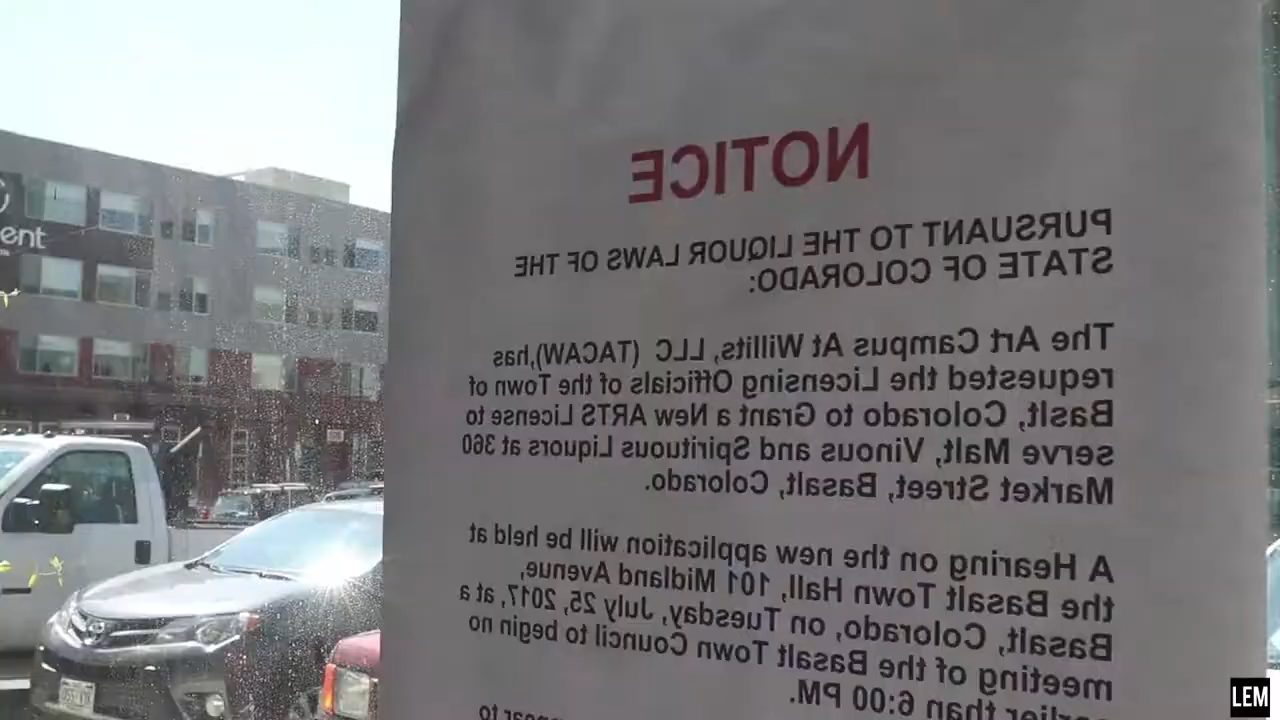 ent
NOTICE
PURSUANT TO THE LIQUOR LAWS OF THE
STATE OF COLORADO:
The Art Campus At Willits, LLC (TACAW),has
requested the Licensing Officials of the Town of
Baslt, Colorado to Grant a New ARTS License to
serve Malt, Vinous and Spirituous Liquors at 360
Market Street, Basalt, Colorado.
A Hearing on the new application will be held at
the Basalt Town Hall, 101 Midland Avenue,
Basalt, Colorado, on Tuesday, July 25, 2017, at a
meeting of the Basalt Town Council to begin no
earlier than 6:00 PM.
LEM